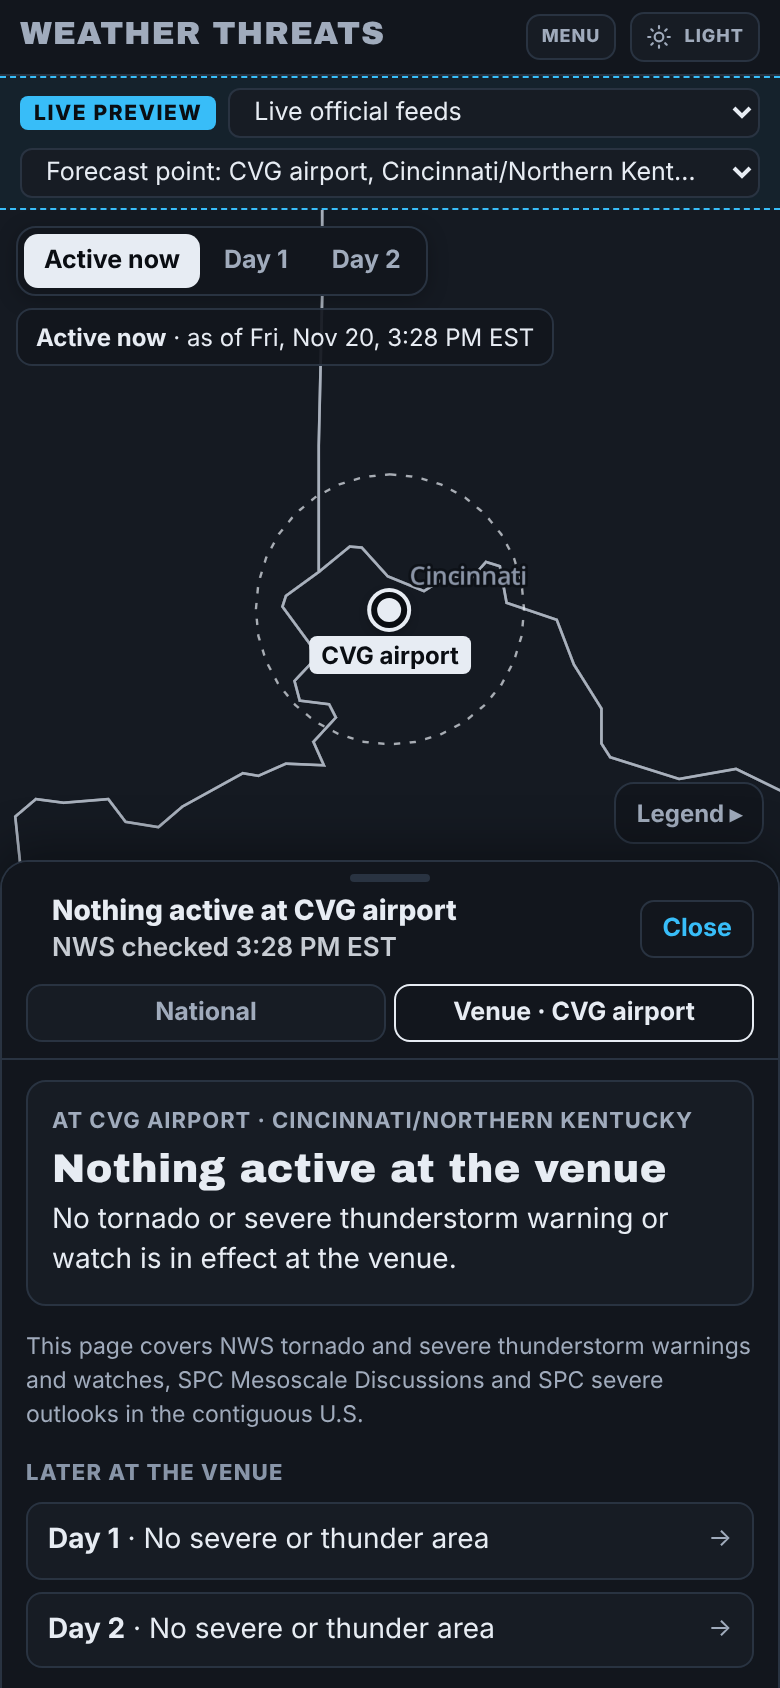 WEATHER THREATS
MENU
LIGHT
LIVE PREVIEW
Live official feeds
Forecast point: CVG airport, Cincinnati/Northern Kent...
Active now
Day 1
Day 2
Active now · as of Fri, Nov 20, 3:28 PM EST
Cincinnati
CVG airport
Legend ▸
Nothing active at CVG airport
NWS checked 3:28 PM EST
Close
National
Venue · CVG airport
AT CVG AIRPORT · CINCINNATI/NORTHERN KENTUCKY
Nothing active at the venue
No tornado or severe thunderstorm warning or
watch is in effect at the venue.
This page covers NWS tornado and severe thunderstorm warnings
and watches, SPC Mesoscale Discussions and SPC severe
outlooks in the contiguous U.S.
LATER AT THE VENUE
Day 1 · No severe or thunder area →
Day 2 · No severe or thunder area →